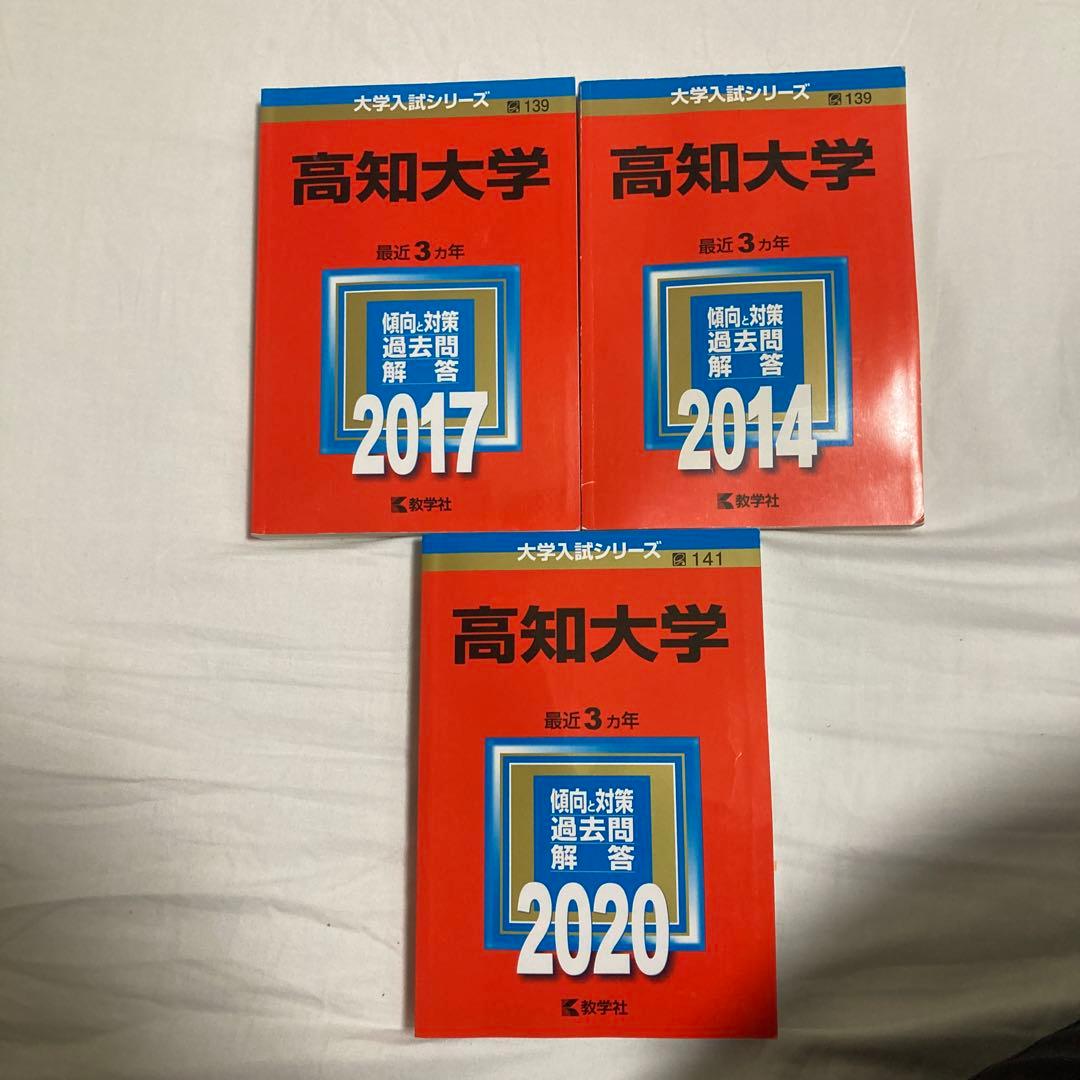 大学入試シリーズ
139
高知大学
最近3ヵ年
傾向と対策
過去問
解答
2017
教学社
大学入試シリーズ
139
高知大学
最近3ヵ年
傾向と対策
過去問
解答
2014
教学社
大学入試シリーズ
141
高知大学
最近3ヵ年
傾向と対策
過去問
解答
2020
教学社